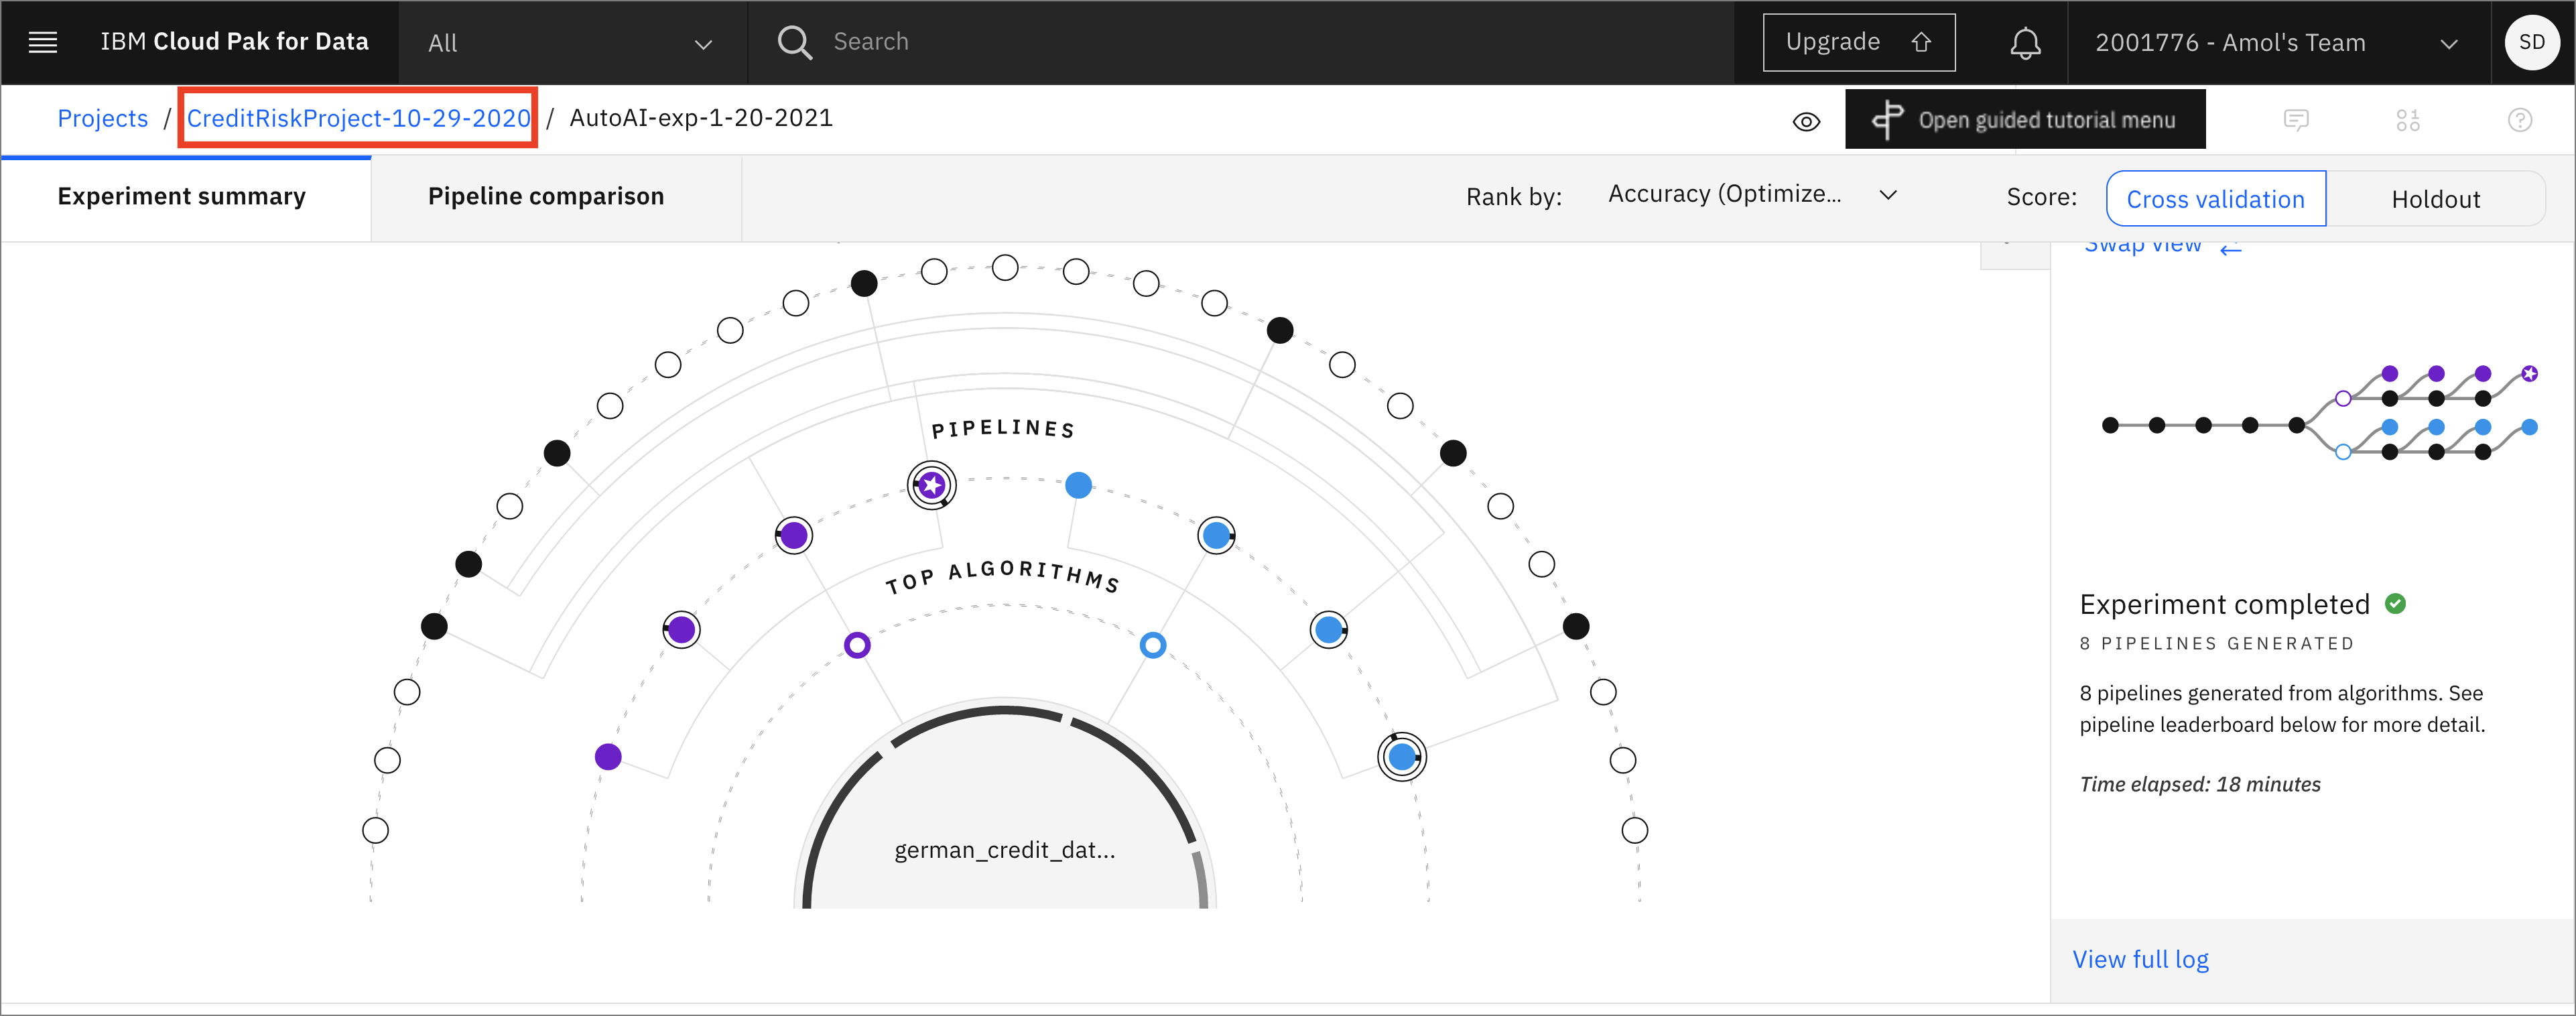 IBM Cloud Pak for Data
All
Search
Upgrade
2001776 - Amol's Team
SD
Projects / CreditRiskProject-10-29-2020 / AutoAI-exp-1-20-2021
Open guided tutorial menu
Experiment summary
Pipeline comparison
Rank by:
Accuracy (Optimize...
Score:
Cross validation
Holdout
Swap view
PIPELINES
TOP ALGORITHMS
german_credit_dat...
Experiment completed
8 PIPELINES GENERATED
8 pipelines generated from algorithms. See
pipeline leaderboard below for more detail.
Time elapsed: 18 minutes
View full log